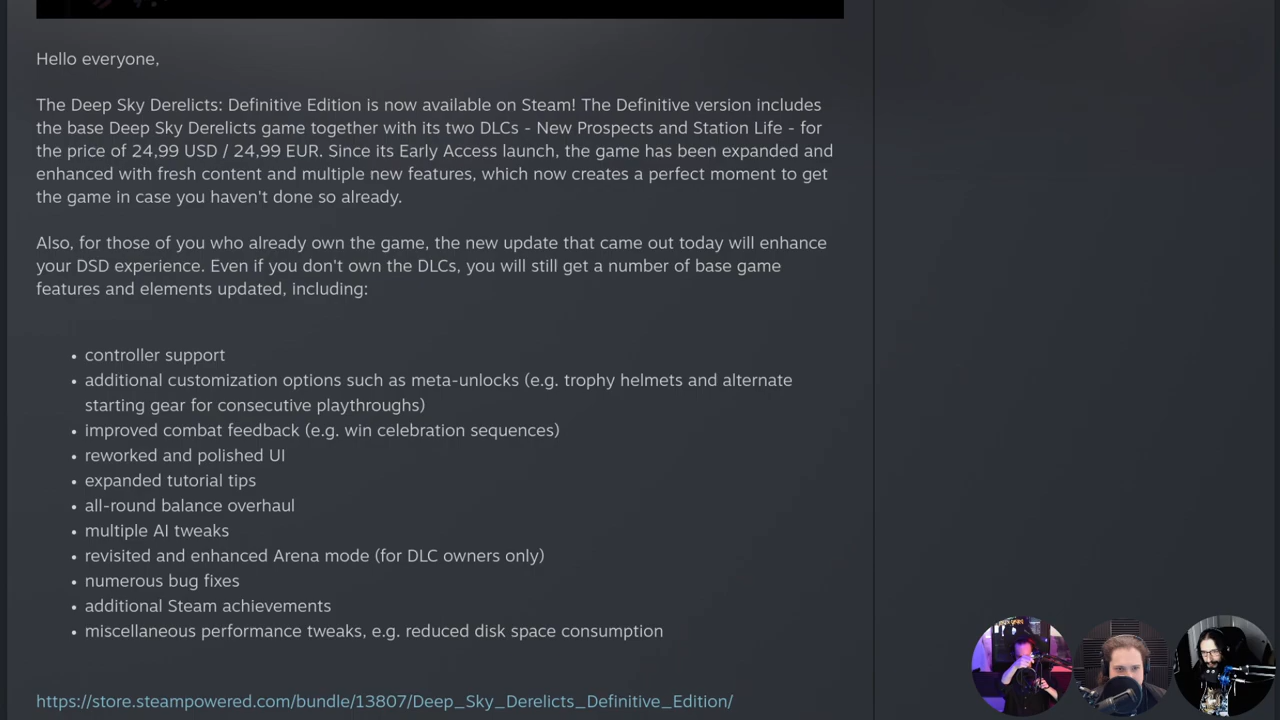 Hello everyone,
The Deep Sky Derelicts: Definitive Edition is now available on Steam! The Definitive version includes
the base Deep Sky Derelicts game together with its two DLCs - New Prospects and Station Life - for
the price of 24,99 USD / 24,99 EUR. Since its Early Access launch, the game has been expanded and
enhanced with fresh content and multiple new features, which now creates a perfect moment to get
the game in case you haven't done so already.
Also, for those of you who already own the game, the new update that came out today will enhance
your DSD experience. Even if you don't own the DLCs, you will still get a number of base game
features and elements updated, including:
• controller support
• additional customization options such as meta-unlocks (e.g. trophy helmets and alternate
starting gear for consecutive playthroughs)
• improved combat feedback (e.g. win celebration sequences)
• reworked and polished UI
• expanded tutorial tips
• all-round balance overhaul
• multiple AI tweaks
• revisited and enhanced Arena mode (for DLC owners only)
• numerous bug fixes
• additional Steam achievements
• miscellaneous performance tweaks, e.g. reduced disk space consumption
https://store.steampowered.com/bundle/13807/Deep_Sky_Derelicts_Definitive_Edition/